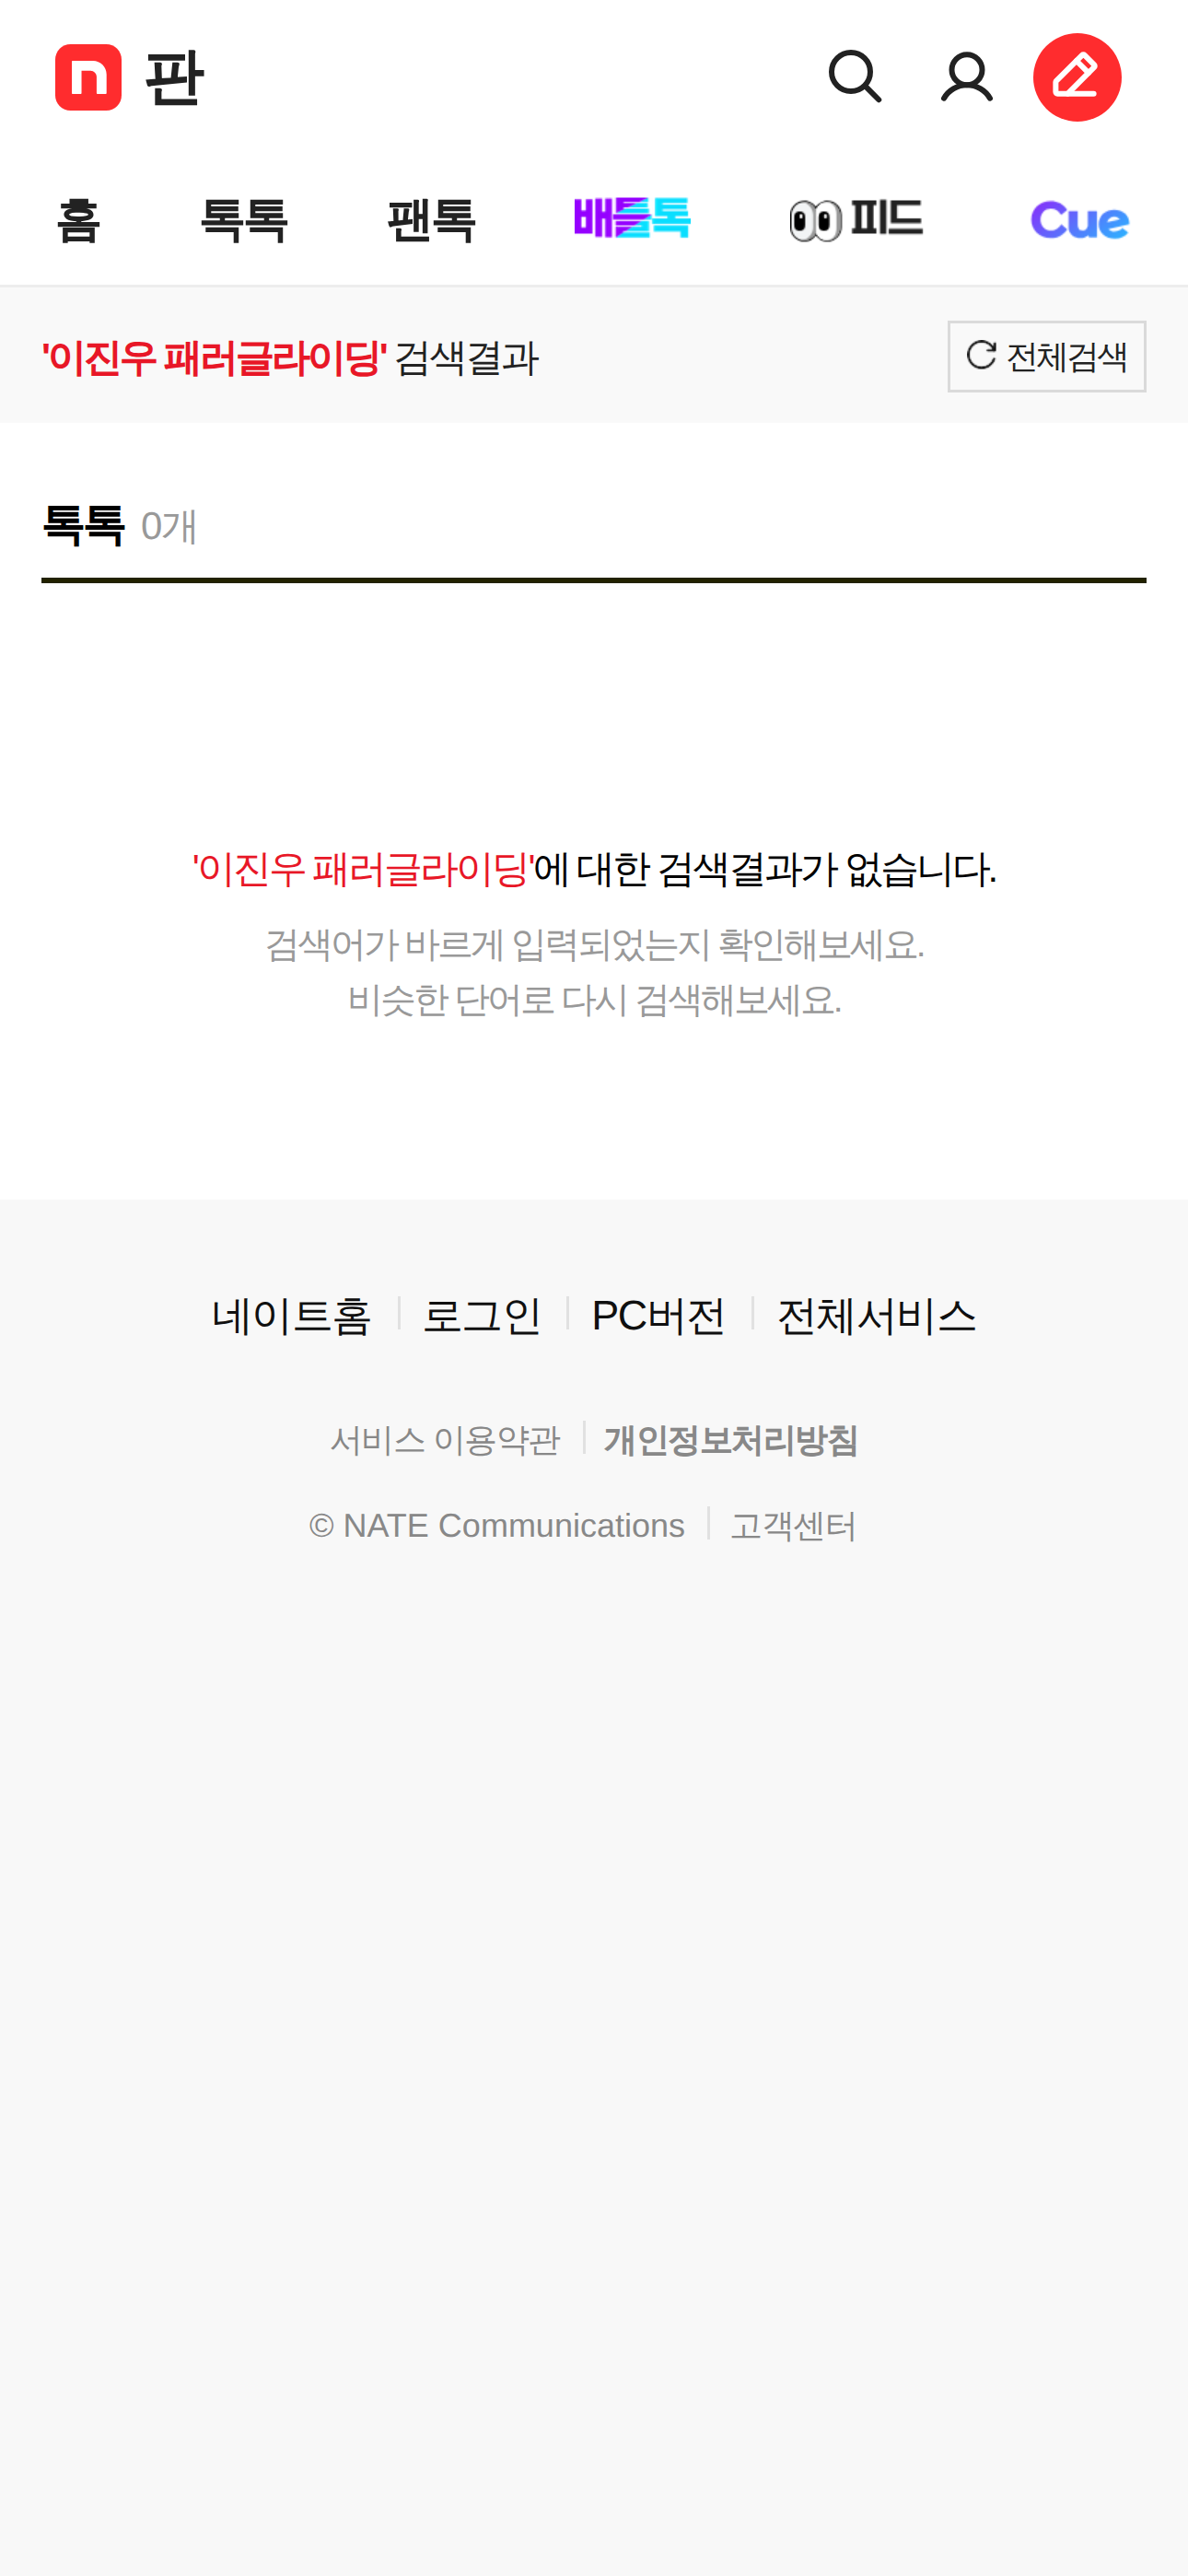 n 판
홈 톡톡 팬톡 배틀톡 피드 Cue
'이진우 패러글라이딩' 검색결과 전체검색
톡톡 0개
'이진우 패러글라이딩'에 대한 검색결과가 없습니다.
검색어가 바르게 입력되었는지 확인해보세요.
비슷한 단어로 다시 검색해보세요.
네이트홈 로그인 PC버전 전체서비스
서비스 이용약관 개인정보처리방침
© NATE Communications 고객센터